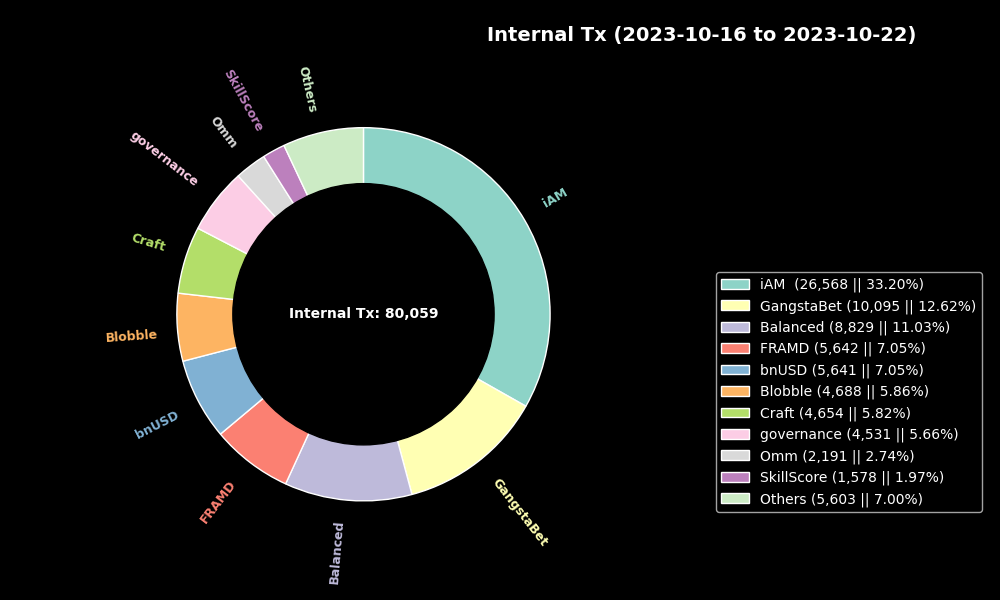 Internal Tx (2023-10-16 to 2023-10-22)
Others
SkillScore
Omm
governance
iAM
Craft
Blobble
Internal Tx: 80,059
bnUSD
FRAMD
GangstaBet
Balanced
iAM  (26,568 || 33.20%)
GangstaBet (10,095 || 12.62%)
Balanced (8,829 || 11.03%)
FRAMD (5,642 || 7.05%)
bnUSD (5,641 || 7.05%)
Blobble (4,688 || 5.86%)
Craft (4,654 || 5.82%)
governance (4,531 || 5.66%)
Omm (2,191 || 2.74%)
SkillScore (1,578 || 1.97%)
Others (5,603 || 7.00%)